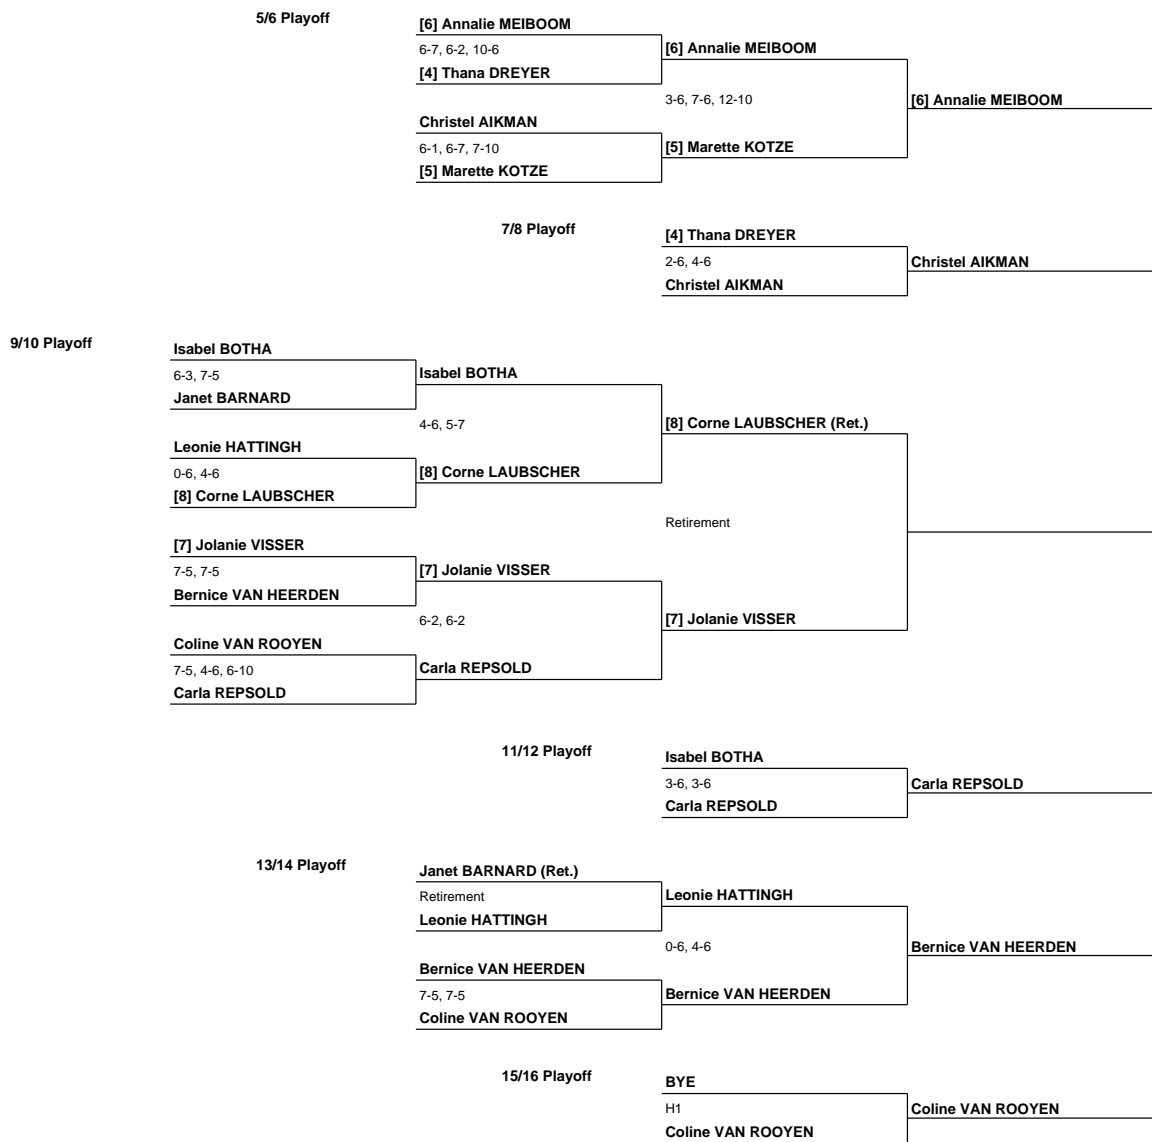 5/6 Playoff
[6] Annalie MEIBOOM
6-7, 6-2, 10-6
[4] Thana DREYER
[6] Annalie MEIBOOM
3-6, 7-6, 12-10
[6] Annalie MEIBOOM
Christel AIKMAN
6-1, 6-7, 7-10
[5] Marette KOTZE
[5] Marette KOTZE
7/8 Playoff
[4] Thana DREYER
2-6, 4-6
Christel AIKMAN
Christel AIKMAN
9/10 Playoff
Isabel BOTHA
6-3, 7-5
Janet BARNARD
Isabel BOTHA
4-6, 5-7
[8] Corne LAUBSCHER (Ret.)
Leonie HATTINGH
0-6, 4-6
[8] Corne LAUBSCHER
[8] Corne LAUBSCHER
Retirement
[7] Jolanie VISSER
7-5, 7-5
Bernice VAN HEERDEN
[7] Jolanie VISSER
6-2, 6-2
[7] Jolanie VISSER
Coline VAN ROOYEN
7-5, 4-6, 6-10
Carla REPSOLD
Carla REPSOLD
11/12 Playoff
Isabel BOTHA
3-6, 3-6
Carla REPSOLD
Carla REPSOLD
13/14 Playoff
Janet BARNARD (Ret.)
Retirement
Leonie HATTINGH
Leonie HATTINGH
0-6, 4-6
Bernice VAN HEERDEN
Bernice VAN HEERDEN
7-5, 7-5
Coline VAN ROOYEN
Bernice VAN HEERDEN
15/16 Playoff
BYE
H1
Coline VAN ROOYEN
Coline VAN ROOYEN